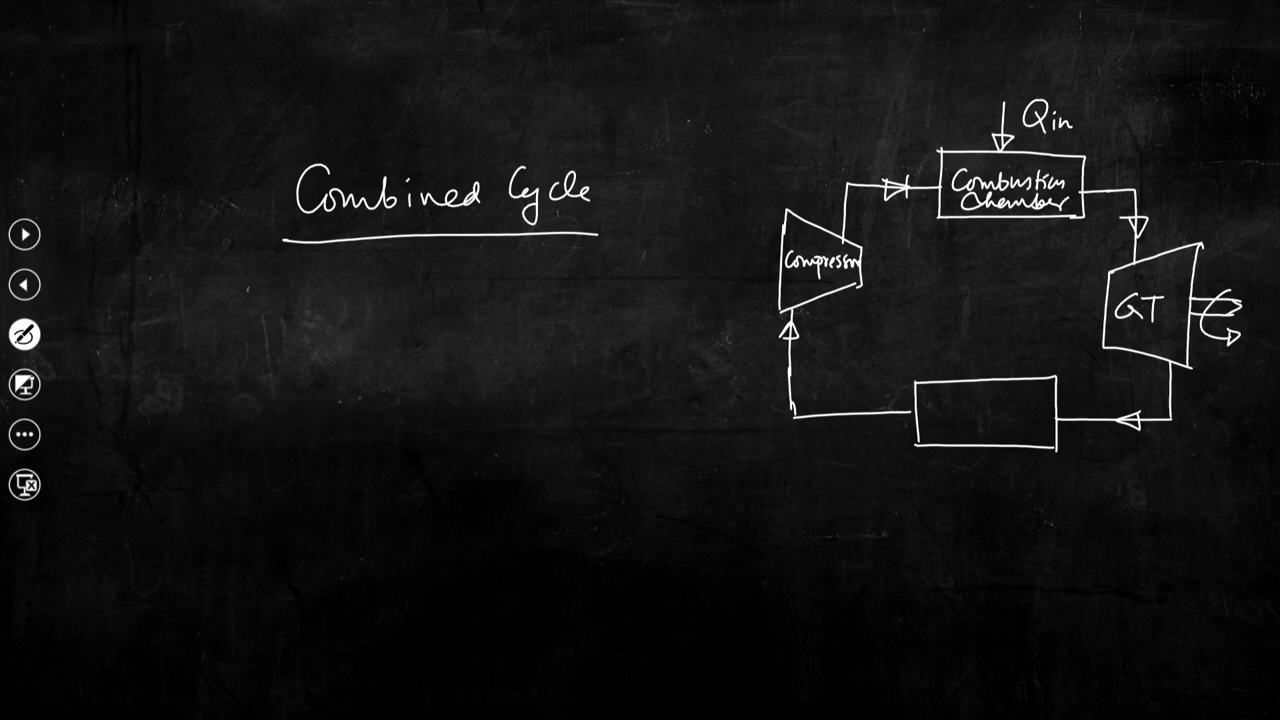 Combined Cycle
Qin
Combustion
Chamber
Compressor
GT